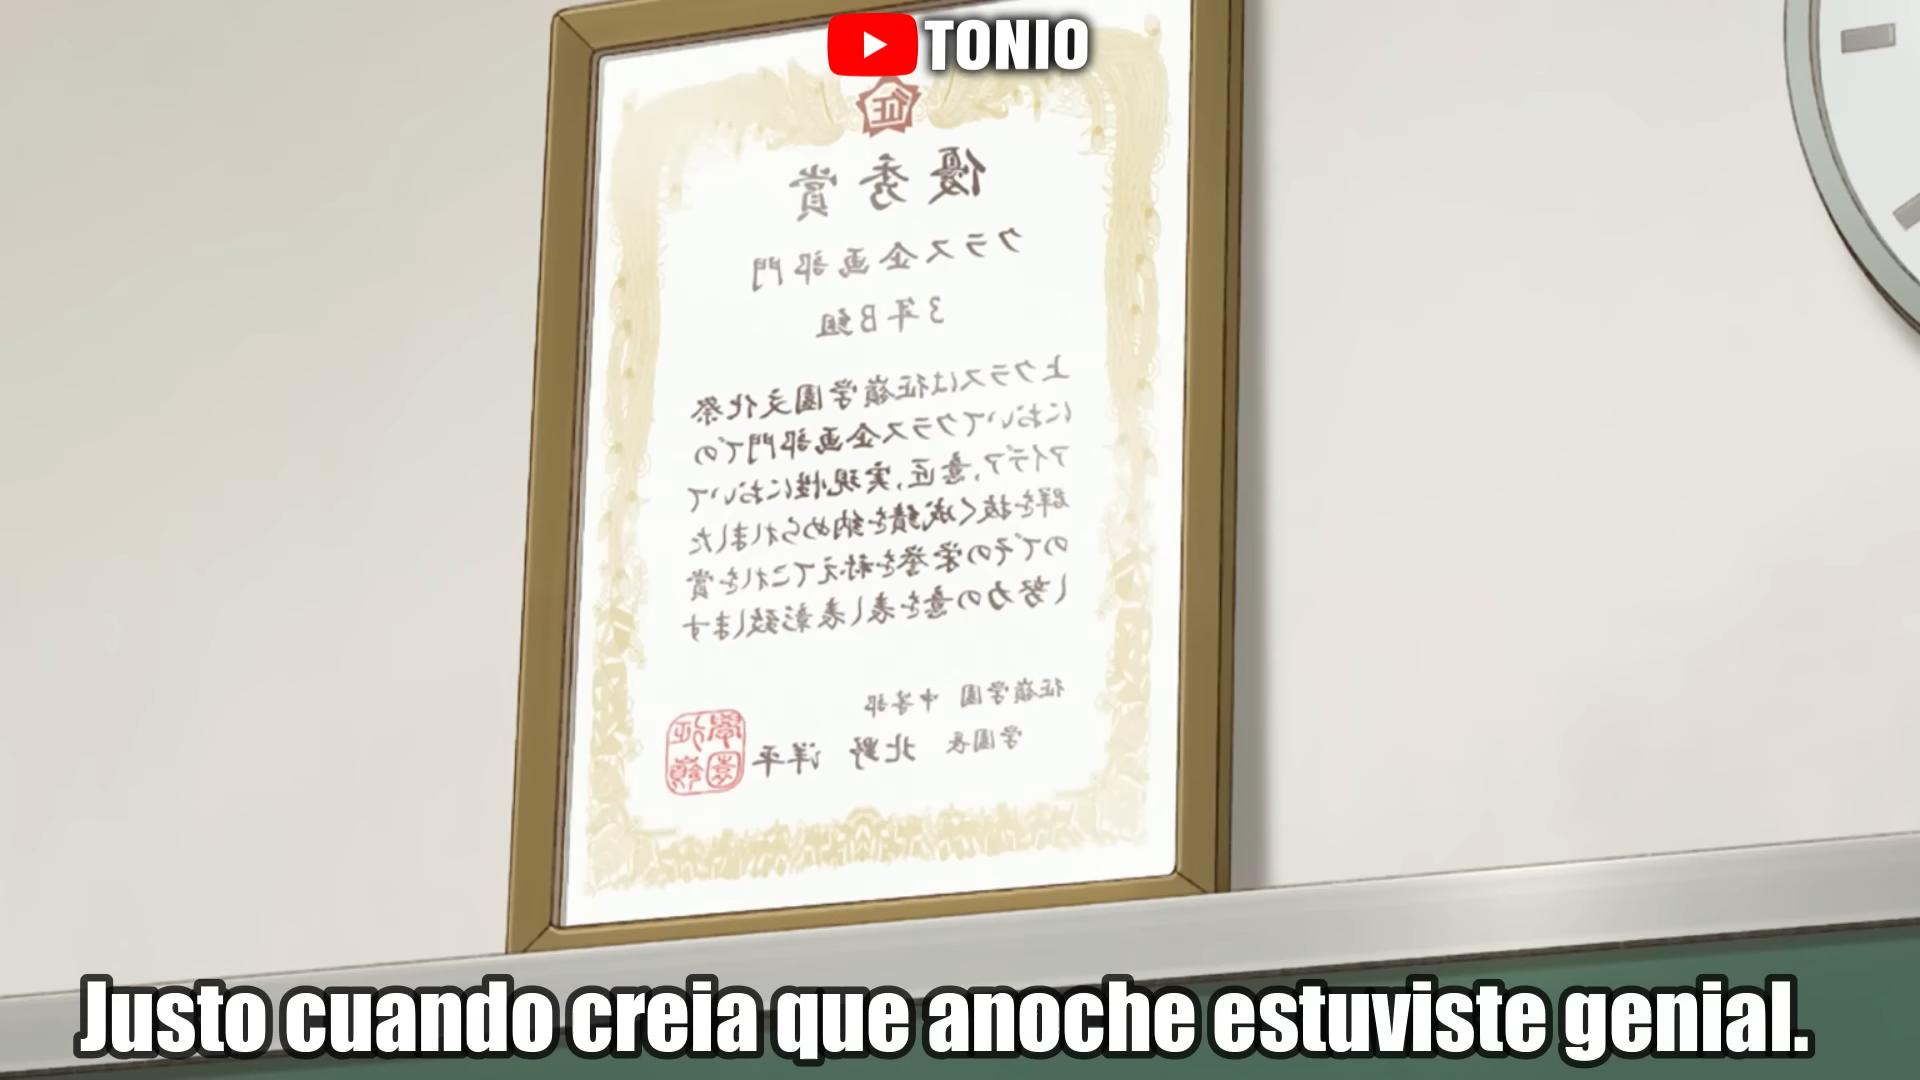 TONIO
征
優秀賞
クラス企画部門
3年B組
上クラスは征嶺学園文化祭
においてクラス企画部門での
アイデア,意匠,実現性において
群を抜く成績を納められました
のでその栄誉を称えてこれを賞
し努力の意を表し表彰致します
征嶺学園 中等部
学園長 北野 洋平
Justo cuando creia que anoche estuviste genial.